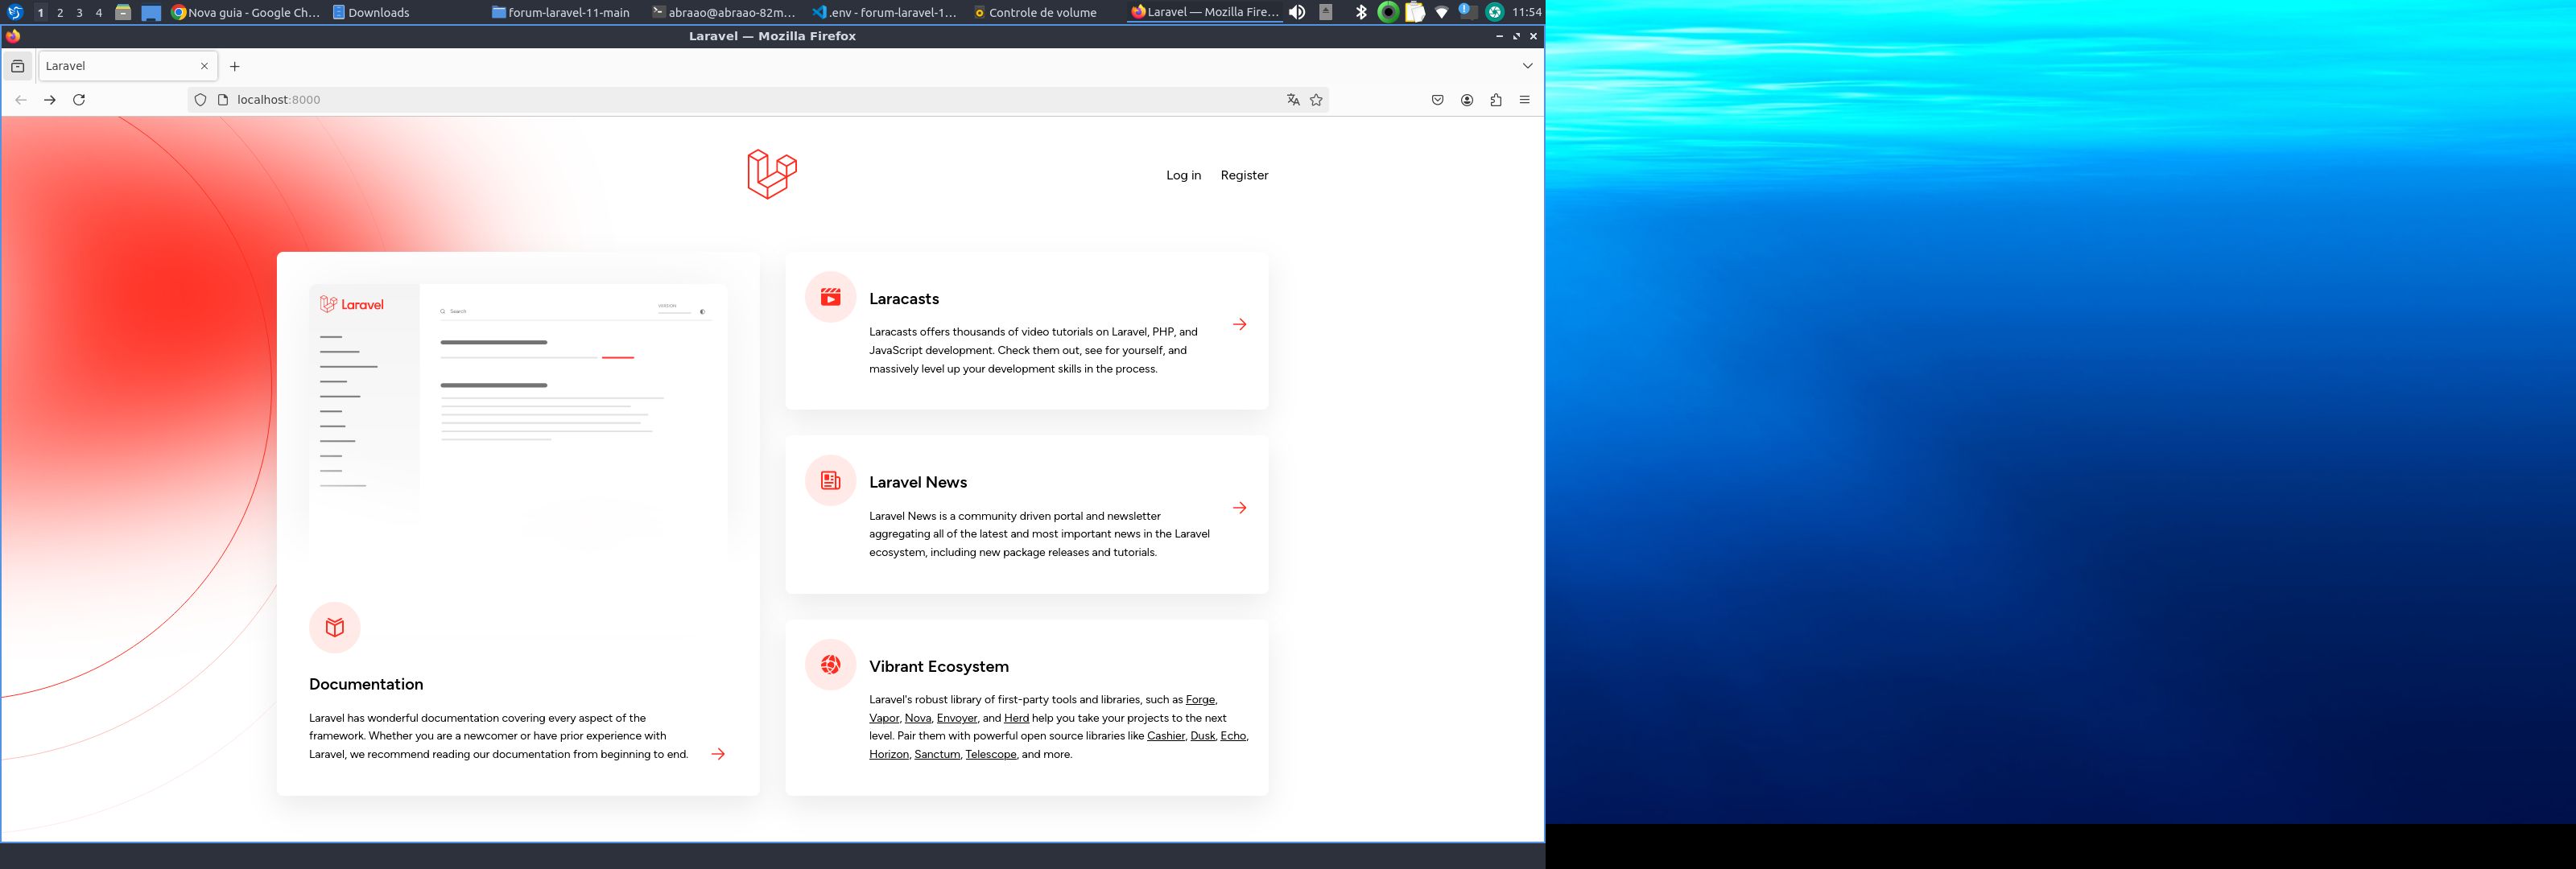 1 2 3 4 Nova guia - Google Ch... Downloads forum-laravel-11-main abraao@abraao-82m... .env - forum-laravel-1... Controle de volume Laravel — Mozilla Fire... 11:54
Laravel — Mozilla Firefox
Laravel
localhost:8000
Log in Register
Laravel
Search
VERSION
Documentation
Laravel has wonderful documentation covering every aspect of the
framework. Whether you are a newcomer or have prior experience with
Laravel, we recommend reading our documentation from beginning to end.
Laracasts
Laracasts offers thousands of video tutorials on Laravel, PHP, and
JavaScript development. Check them out, see for yourself, and
massively level up your development skills in the process.
Laravel News
Laravel News is a community driven portal and newsletter
aggregating all of the latest and most important news in the Laravel
ecosystem, including new package releases and tutorials.
Vibrant Ecosystem
Laravel's robust library of first-party tools and libraries, such as Forge,
Vapor, Nova, Envoyer, and Herd help you take your projects to the next
level. Pair them with powerful open source libraries like Cashier, Dusk, Echo,
Horizon, Sanctum, Telescope, and more.